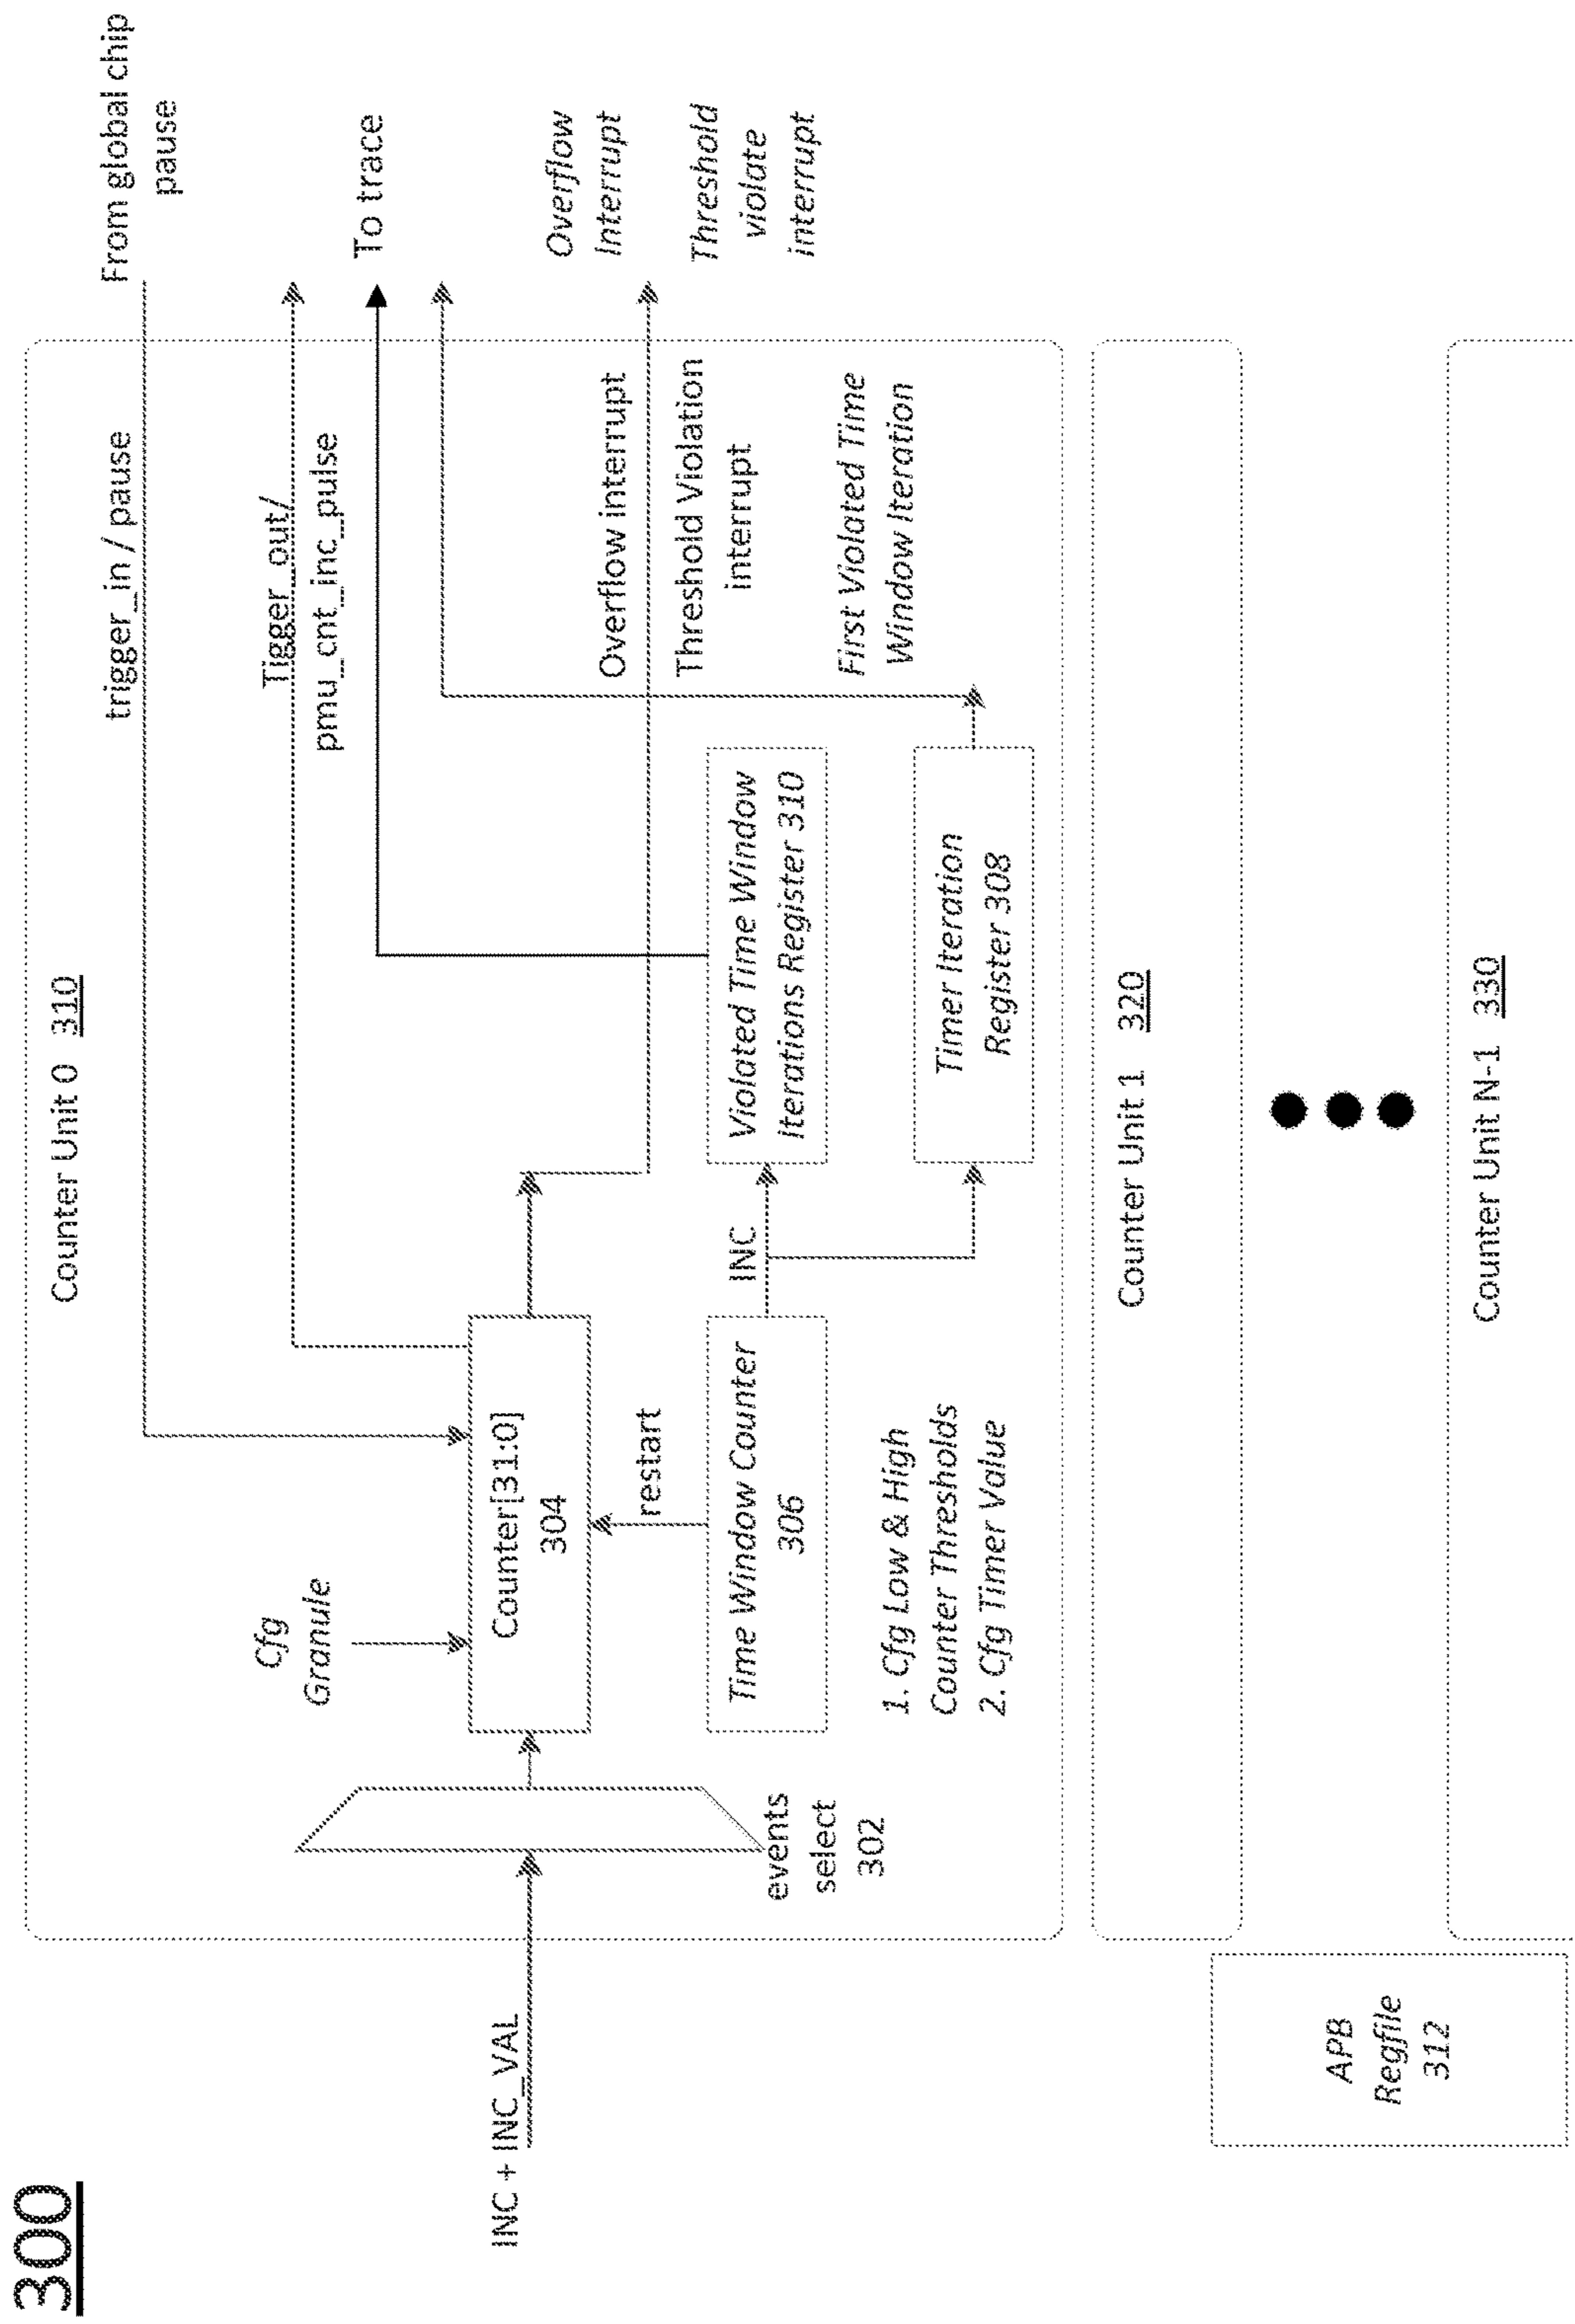 300
Counter Unit 0 310
From global chip
pause
trigger_in / pause
Tigger_out/
pmu_cnt_inc_pulse
To trace
Cfg
Granule
INC + INC_VAL
Counter[31:0]
304
Overflow
Interrupt
Overflow interrupt
restart
Threshold Violation
interrupt
Threshold
violate
interrupt
events
select
302
Time Window Counter
306
INC
Violated Time Window
Iterations Register 310
First Violated Time
Window Iteration
1. Cfg Low & High
Counter Thresholds
2. Cfg Timer Value
Timer Iteration
Register 308
Counter Unit 1 320
APB
Regfile
312
Counter Unit N-1 330